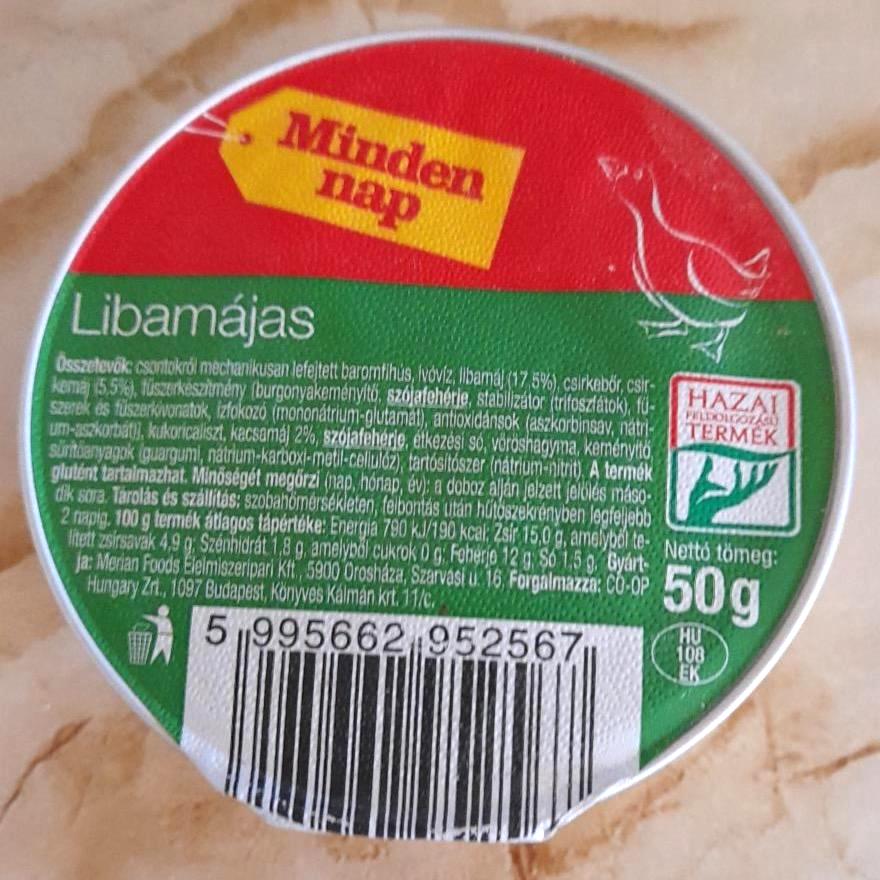 Minden
nap
Libamájas
Összetevők: csontokról mechanikusan lefejtett baromfihús, ivóvíz, libamáj (17,5%), csirkebőr, csir-
kemáj (5,5%), fűszerkészítmény (burgonyakeményítő, szójafehérje, stabilizátor (trifoszfátok), fű-
szerek és fűszerkivonatok, ízfokozó (mononátrium-glutamát), antioxidánsok (aszkorbinsav, nátri-
um-aszkorbát)), kukoricaliszt, kacsamáj 2%, szójafehérje, étkezési só, vöröshagyma, keményítő,
sűrítőanyagok (guargumi, nátrium-karboxi-metil-cellulóz), tartósítószer (nátrium-nitrit). A termék
glutént tartalmazhat. Minőségét megőrzi (nap, hónap, év): a doboz alján jelzett jelölés máso-
dik sora. Tárolás és szállítás: szobahőmérsékleten, felbontás után hűtőszekrényben legfeljebb
2 napig. 100 g termék átlagos tápértéke: Energia 790 kJ/190 kcal; Zsír 15,0 g, amelyből te-
lített zsírsavak 4,9 g; Szénhidrát 1,8 g, amelyből cukrok 0 g; Fehérje 12 g; Só 1,5 g. Gyárt-
ja: Merian Foods Élelmiszeripari Kft., 5900 Orosháza, Szarvasi u. 16. Forgalmazza: CO-OP
Hungary Zrt., 1097 Budapest, Könyves Kálmán krt. 11/c.
HAZAI
FELDOLGOZÁSÚ
TERMÉK
Nettó tömeg:
50 g
HU
108
EK
5 995662 952567